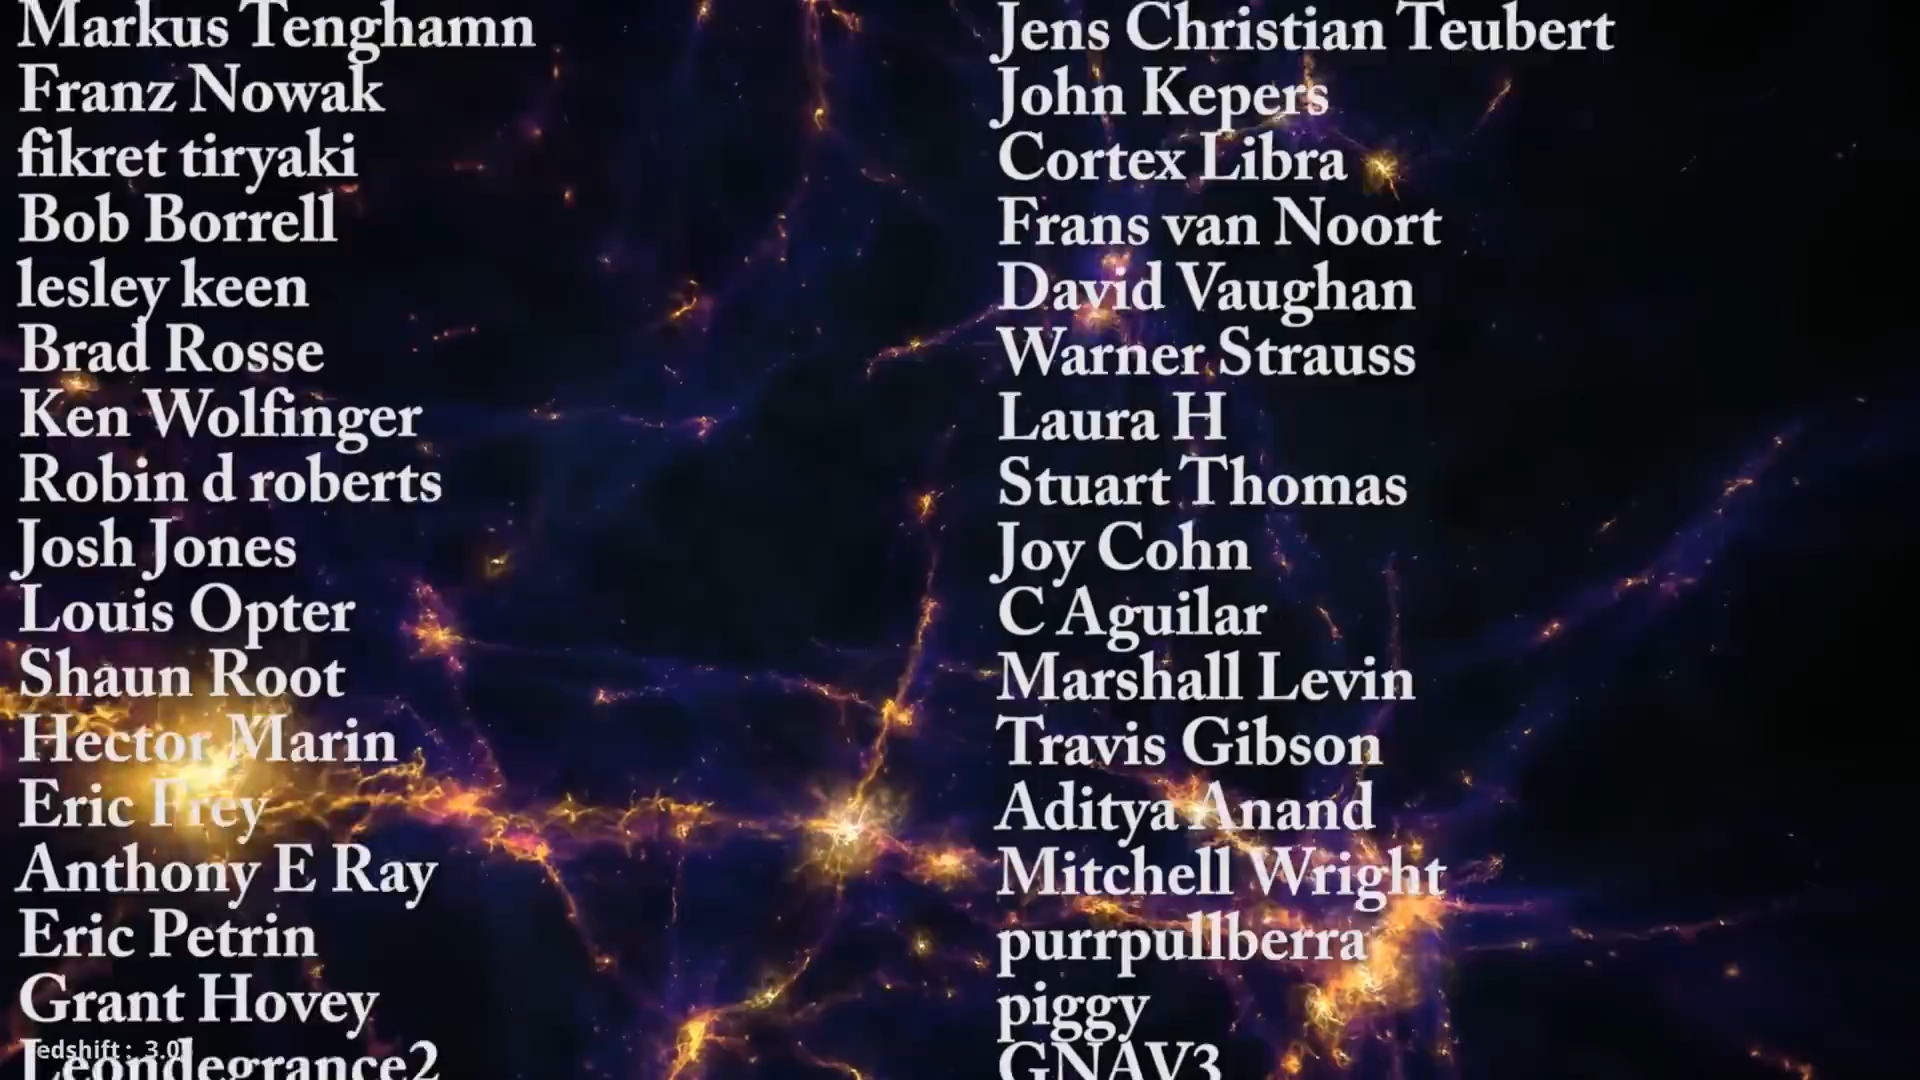 Markus Tenghamn
Franz Nowak
fikret tiryaki
Bob Borrell
lesley keen
Brad Rosse
Ken Wolfinger
Robin d roberts
Josh Jones
Louis Opter
Shaun Root
Hector Marin
Eric Frey
Anthony E Ray
Eric Petrin
Grant Hovey
Leondegrance2
Jens Christian Teubert
John Kepers
Cortex Libra
Frans van Noort
David Vaughan
Warner Strauss
Laura H
Stuart Thomas
Joy Cohn
C Aguilar
Marshall Levin
Travis Gibson
Aditya Anand
Mitchell Wright
purrpullberra
piggy
GNAV3